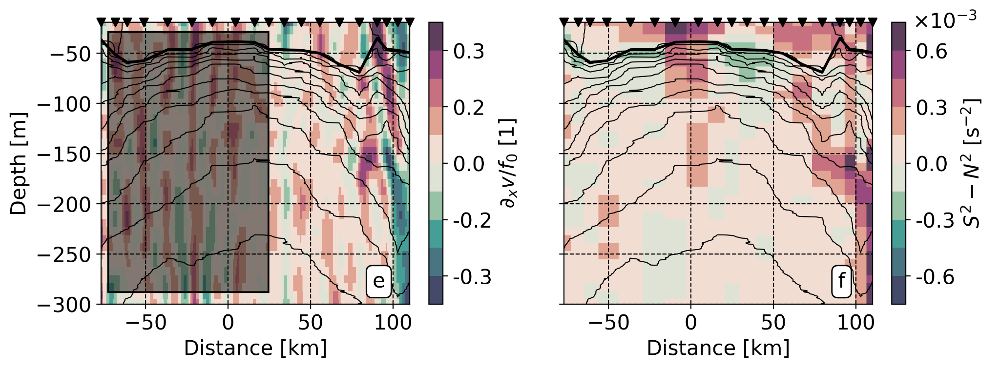 −50
−100
−150
−200
−250
−300
Depth [m]
−50 0 50 100
Distance [km]
e
0.3
0.2
0.0
-0.2
-0.3
∂ₓv/f₀ [1]
−50 0 50 100
Distance [km]
f
×10⁻³
0.6
0.3
0.0
-0.3
-0.6
S² − N² [s⁻²]